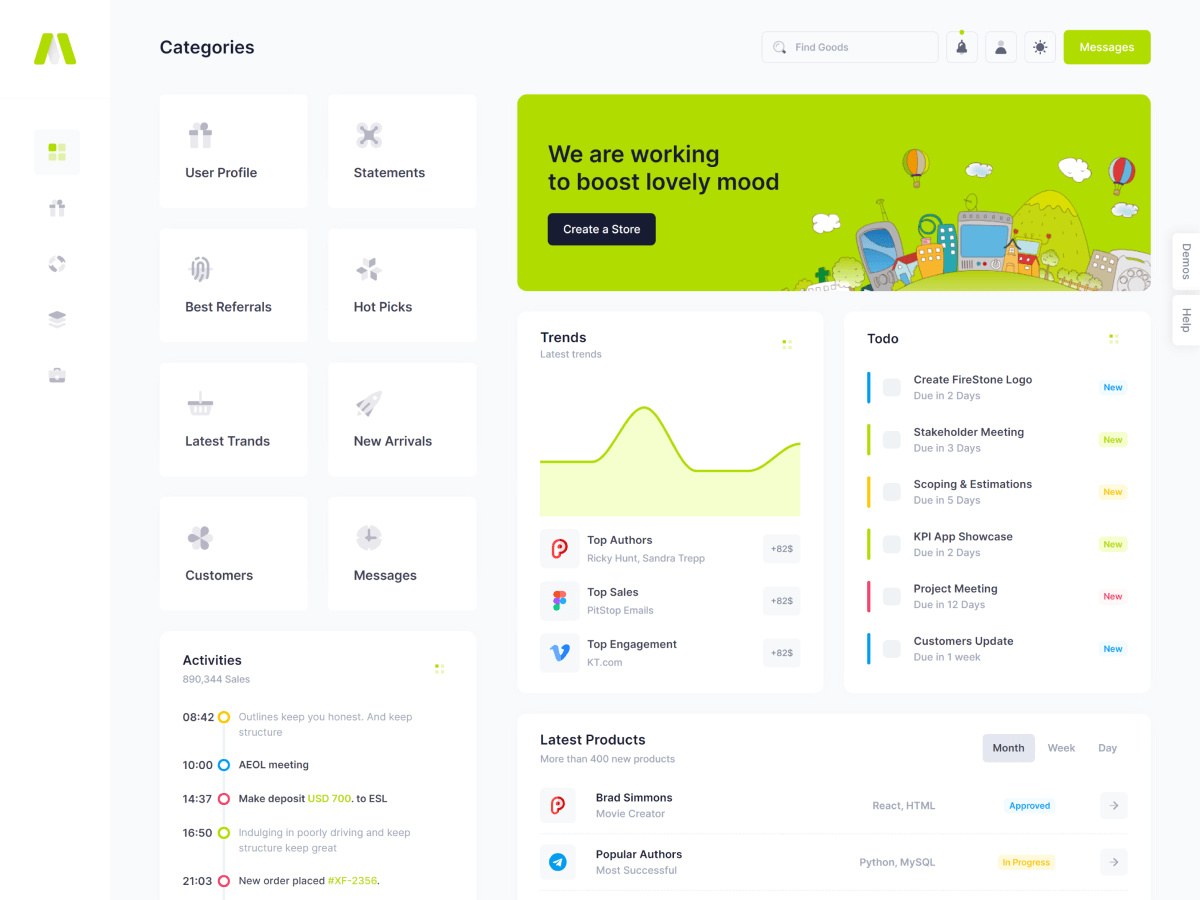 Categories
Find Goods
Messages
User Profile
Statements
Best Referrals
Hot Picks
Latest Trands
New Arrivals
Customers
Messages
Activities
890,344 Sales
08:42
Outlines keep you honest. And keep
structure
10:00
AEOL meeting
14:37
Make deposit USD 700. to ESL
16:50
Indulging in poorly driving and keep
structure keep great
21:03
New order placed #XF-2356.
We are working
to boost lovely mood
Create a Store
Trends
Latest trends
Top Authors
Ricky Hunt, Sandra Trepp
+82$
Top Sales
PitStop Emails
+82$
Top Engagement
KT.com
+82$
Todo
Create FireStone Logo
Due in 2 Days
New
Stakeholder Meeting
Due in 3 Days
New
Scoping & Estimations
Due in 5 Days
New
KPI App Showcase
Due in 2 Days
New
Project Meeting
Due in 12 Days
New
Customers Update
Due in 1 week
New
Latest Products
More than 400 new products
Month
Week
Day
Brad Simmons
Movie Creator
React, HTML
Approved
Popular Authors
Most Successful
Python, MySQL
In Progress
Demos
Help